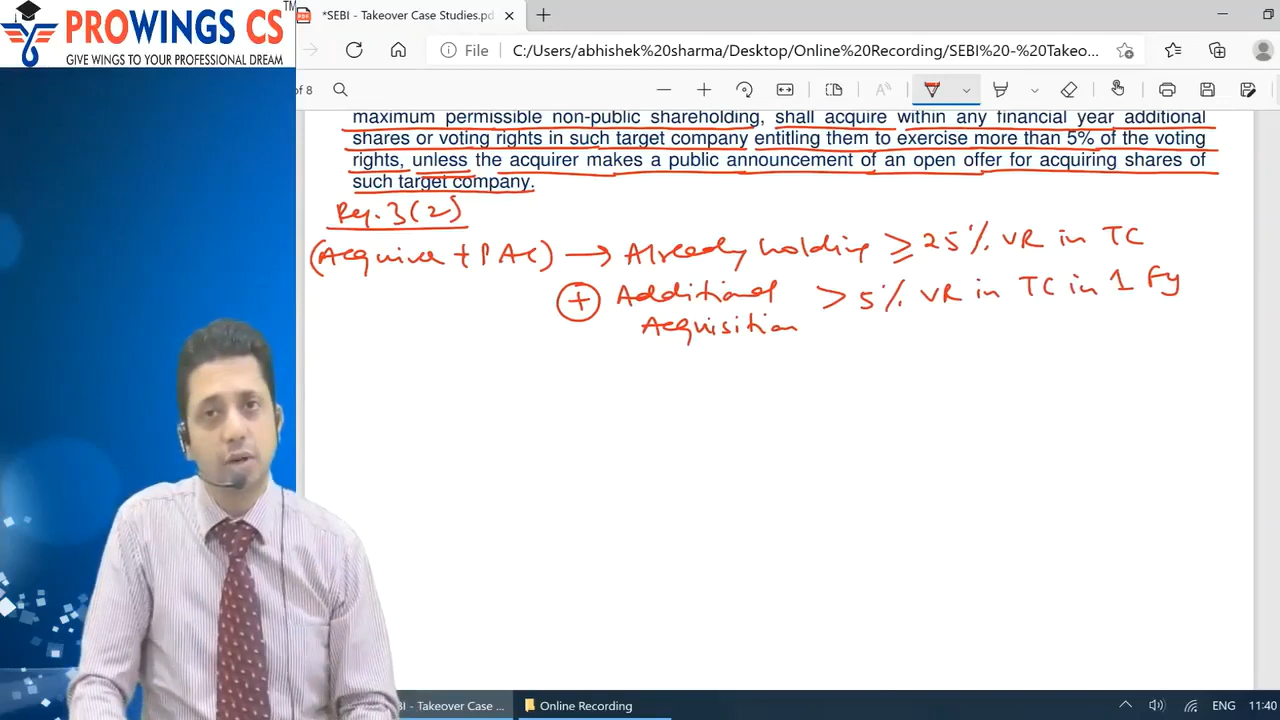 TM
PROWINGS CS
GIVE WINGS TO YOUR PROFESSIONAL DREAM
*SEBI - Takeover Case Studies.pd
File
C:/Users/abhishek%20sharma/Desktop/Online%20Recording/SEBI%20-%20Takeo...
of 8
maximum permissible non-public shareholding, shall acquire within any financial year additional
shares or voting rights in such target company entitling them to exercise more than 5% of the voting
rights, unless the acquirer makes a public announcement of an open offer for acquiring shares of
such target company.
Reg. 3(2)
(Acquirer + PAC) → Already holding ≥ 25% VR in TC
+ Additional > 5% VR in TC in 1 Fy
Acquisition
BI - Takeover Case ...
Online Recording
ENG
11:40